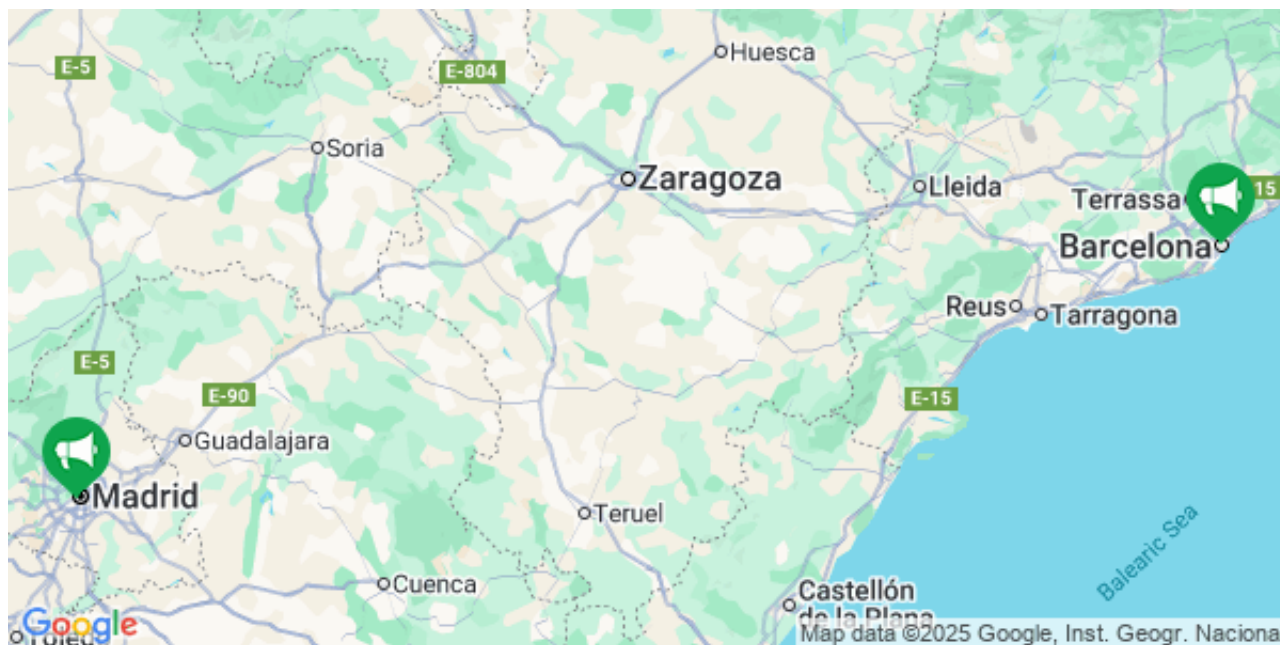 E-5
E-804
Huesca
Soria
Zaragoza
Lleida
Terrassa
15
Barcelona
Reus
Tarragona
E-5
E-90
E-15
Guadalajara
Madrid
Teruel
Balearic Sea
Cuenca
Castellón
de la Plana
Google
Map data ©2025 Google, Inst. Geogr. Naciona